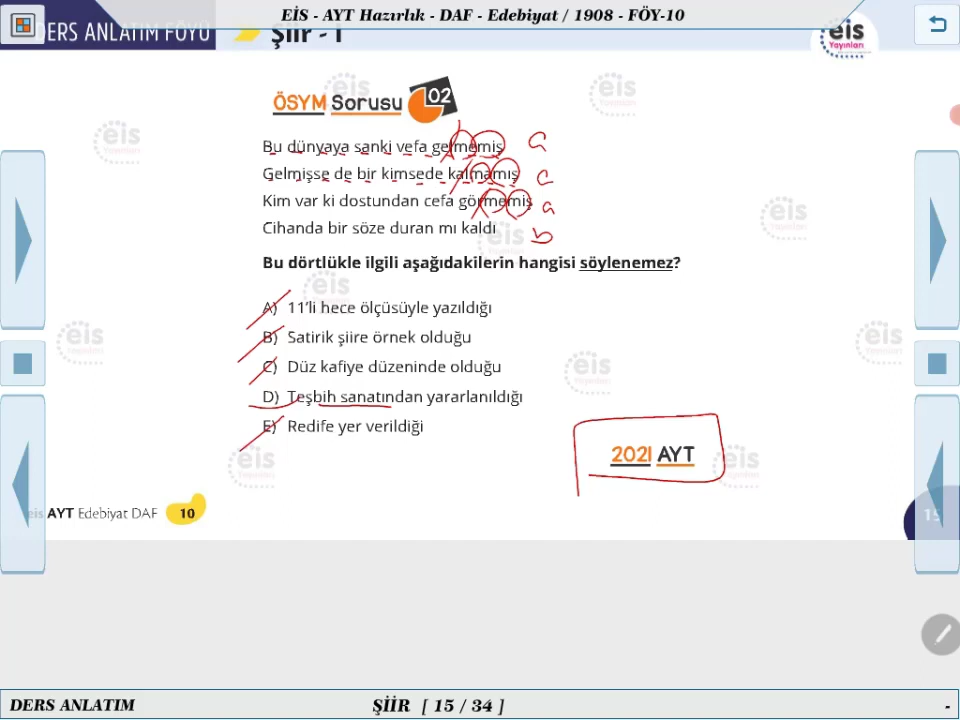 EİS - AYT Hazırlık - DAF - Edebiyat / 1908 - FÖY-10
DERS ANLATIM FÖYÜ
Şiir - 1
eis
Yayınları
ÖSYM Sorusu 02
Bu dünyaya sanki vefa gelmemiş a
Gelmişse de bir kimsede kalmamış a
Kim var ki dostundan cefa görmemiş a
Cihanda bir söze duran mı kaldı b
Bu dörtlükle ilgili aşağıdakilerin hangisi söylenemez?
A) 11'li hece ölçüsüyle yazıldığı
B) Satirik şiire örnek olduğu
C) Düz kafiye düzeninde olduğu
D) Teşbih sanatından yararlanıldığı
E) Redife yer verildiği
2021 AYT
eis AYT Edebiyat DAF 10
15
DERS ANLATIM
ŞİİR [ 15 / 34 ]
-